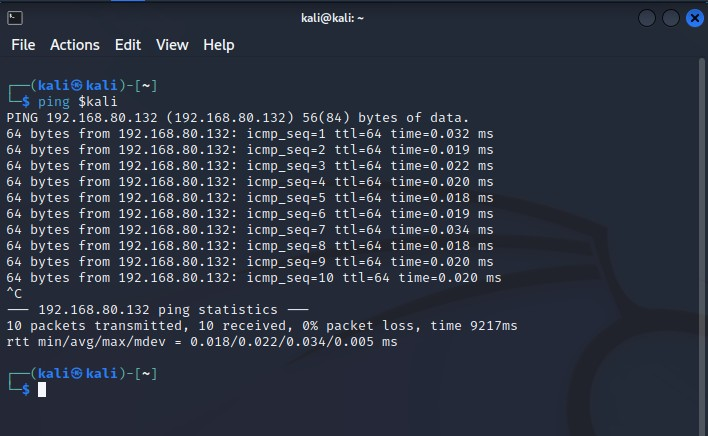 kali@kali: ~
File Actions Edit View Help
┌──(kali㉿kali)-[~]
└─$ ping $kali
PING 192.168.80.132 (192.168.80.132) 56(84) bytes of data.
64 bytes from 192.168.80.132: icmp_seq=1 ttl=64 time=0.032 ms
64 bytes from 192.168.80.132: icmp_seq=2 ttl=64 time=0.019 ms
64 bytes from 192.168.80.132: icmp_seq=3 ttl=64 time=0.022 ms
64 bytes from 192.168.80.132: icmp_seq=4 ttl=64 time=0.020 ms
64 bytes from 192.168.80.132: icmp_seq=5 ttl=64 time=0.018 ms
64 bytes from 192.168.80.132: icmp_seq=6 ttl=64 time=0.019 ms
64 bytes from 192.168.80.132: icmp_seq=7 ttl=64 time=0.034 ms
64 bytes from 192.168.80.132: icmp_seq=8 ttl=64 time=0.018 ms
64 bytes from 192.168.80.132: icmp_seq=9 ttl=64 time=0.020 ms
64 bytes from 192.168.80.132: icmp_seq=10 ttl=64 time=0.020 ms
^C
--- 192.168.80.132 ping statistics ---
10 packets transmitted, 10 received, 0% packet loss, time 9217ms
rtt min/avg/max/mdev = 0.018/0.022/0.034/0.005 ms
┌──(kali㉿kali)-[~]
└─$